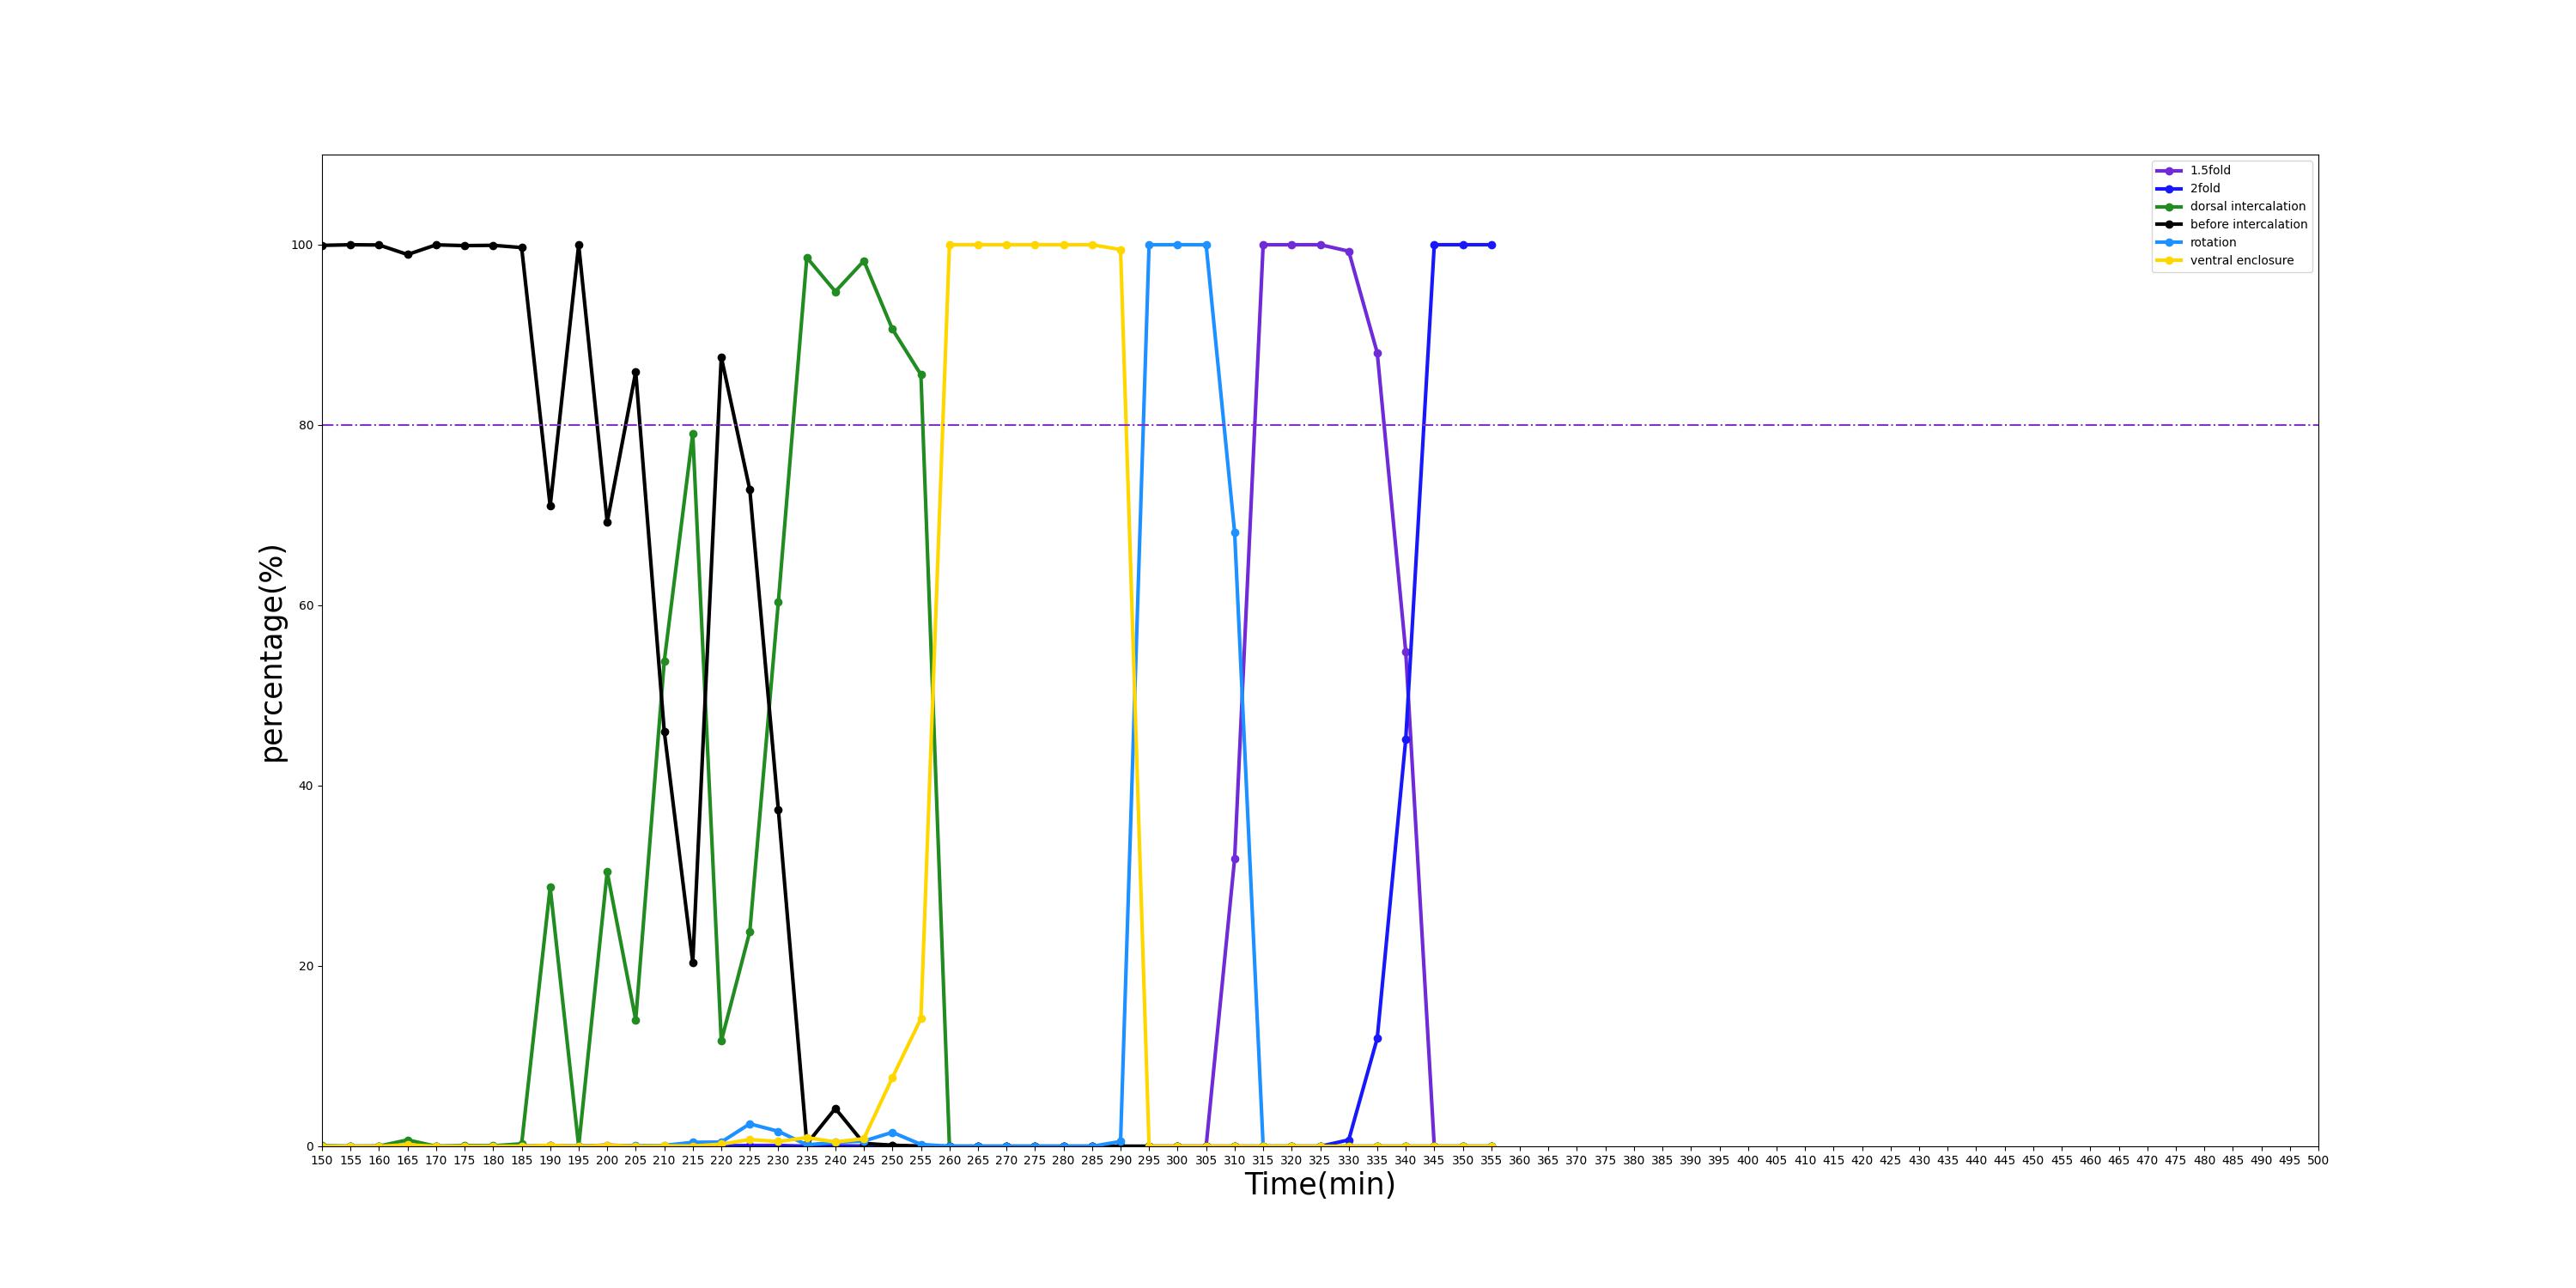 1.5fold
2fold
dorsal intercalation
before intercalation
rotation
ventral enclosure
100
80
60
40
20
0
percentage(%)
150 155 160 165 170 175 180 185 190 195 200 205 210 215 220 225 230 235 240 245 250 255 260 265 270 275 280 285 290 295 300 305 310 315 320 325 330 335 340 345 350 355 360 365 370 375 380 385 390 395 400 405 410 415 420 425 430 435 440 445 450 455 460 465 470 475 480 485 490 495 500
Time(min)